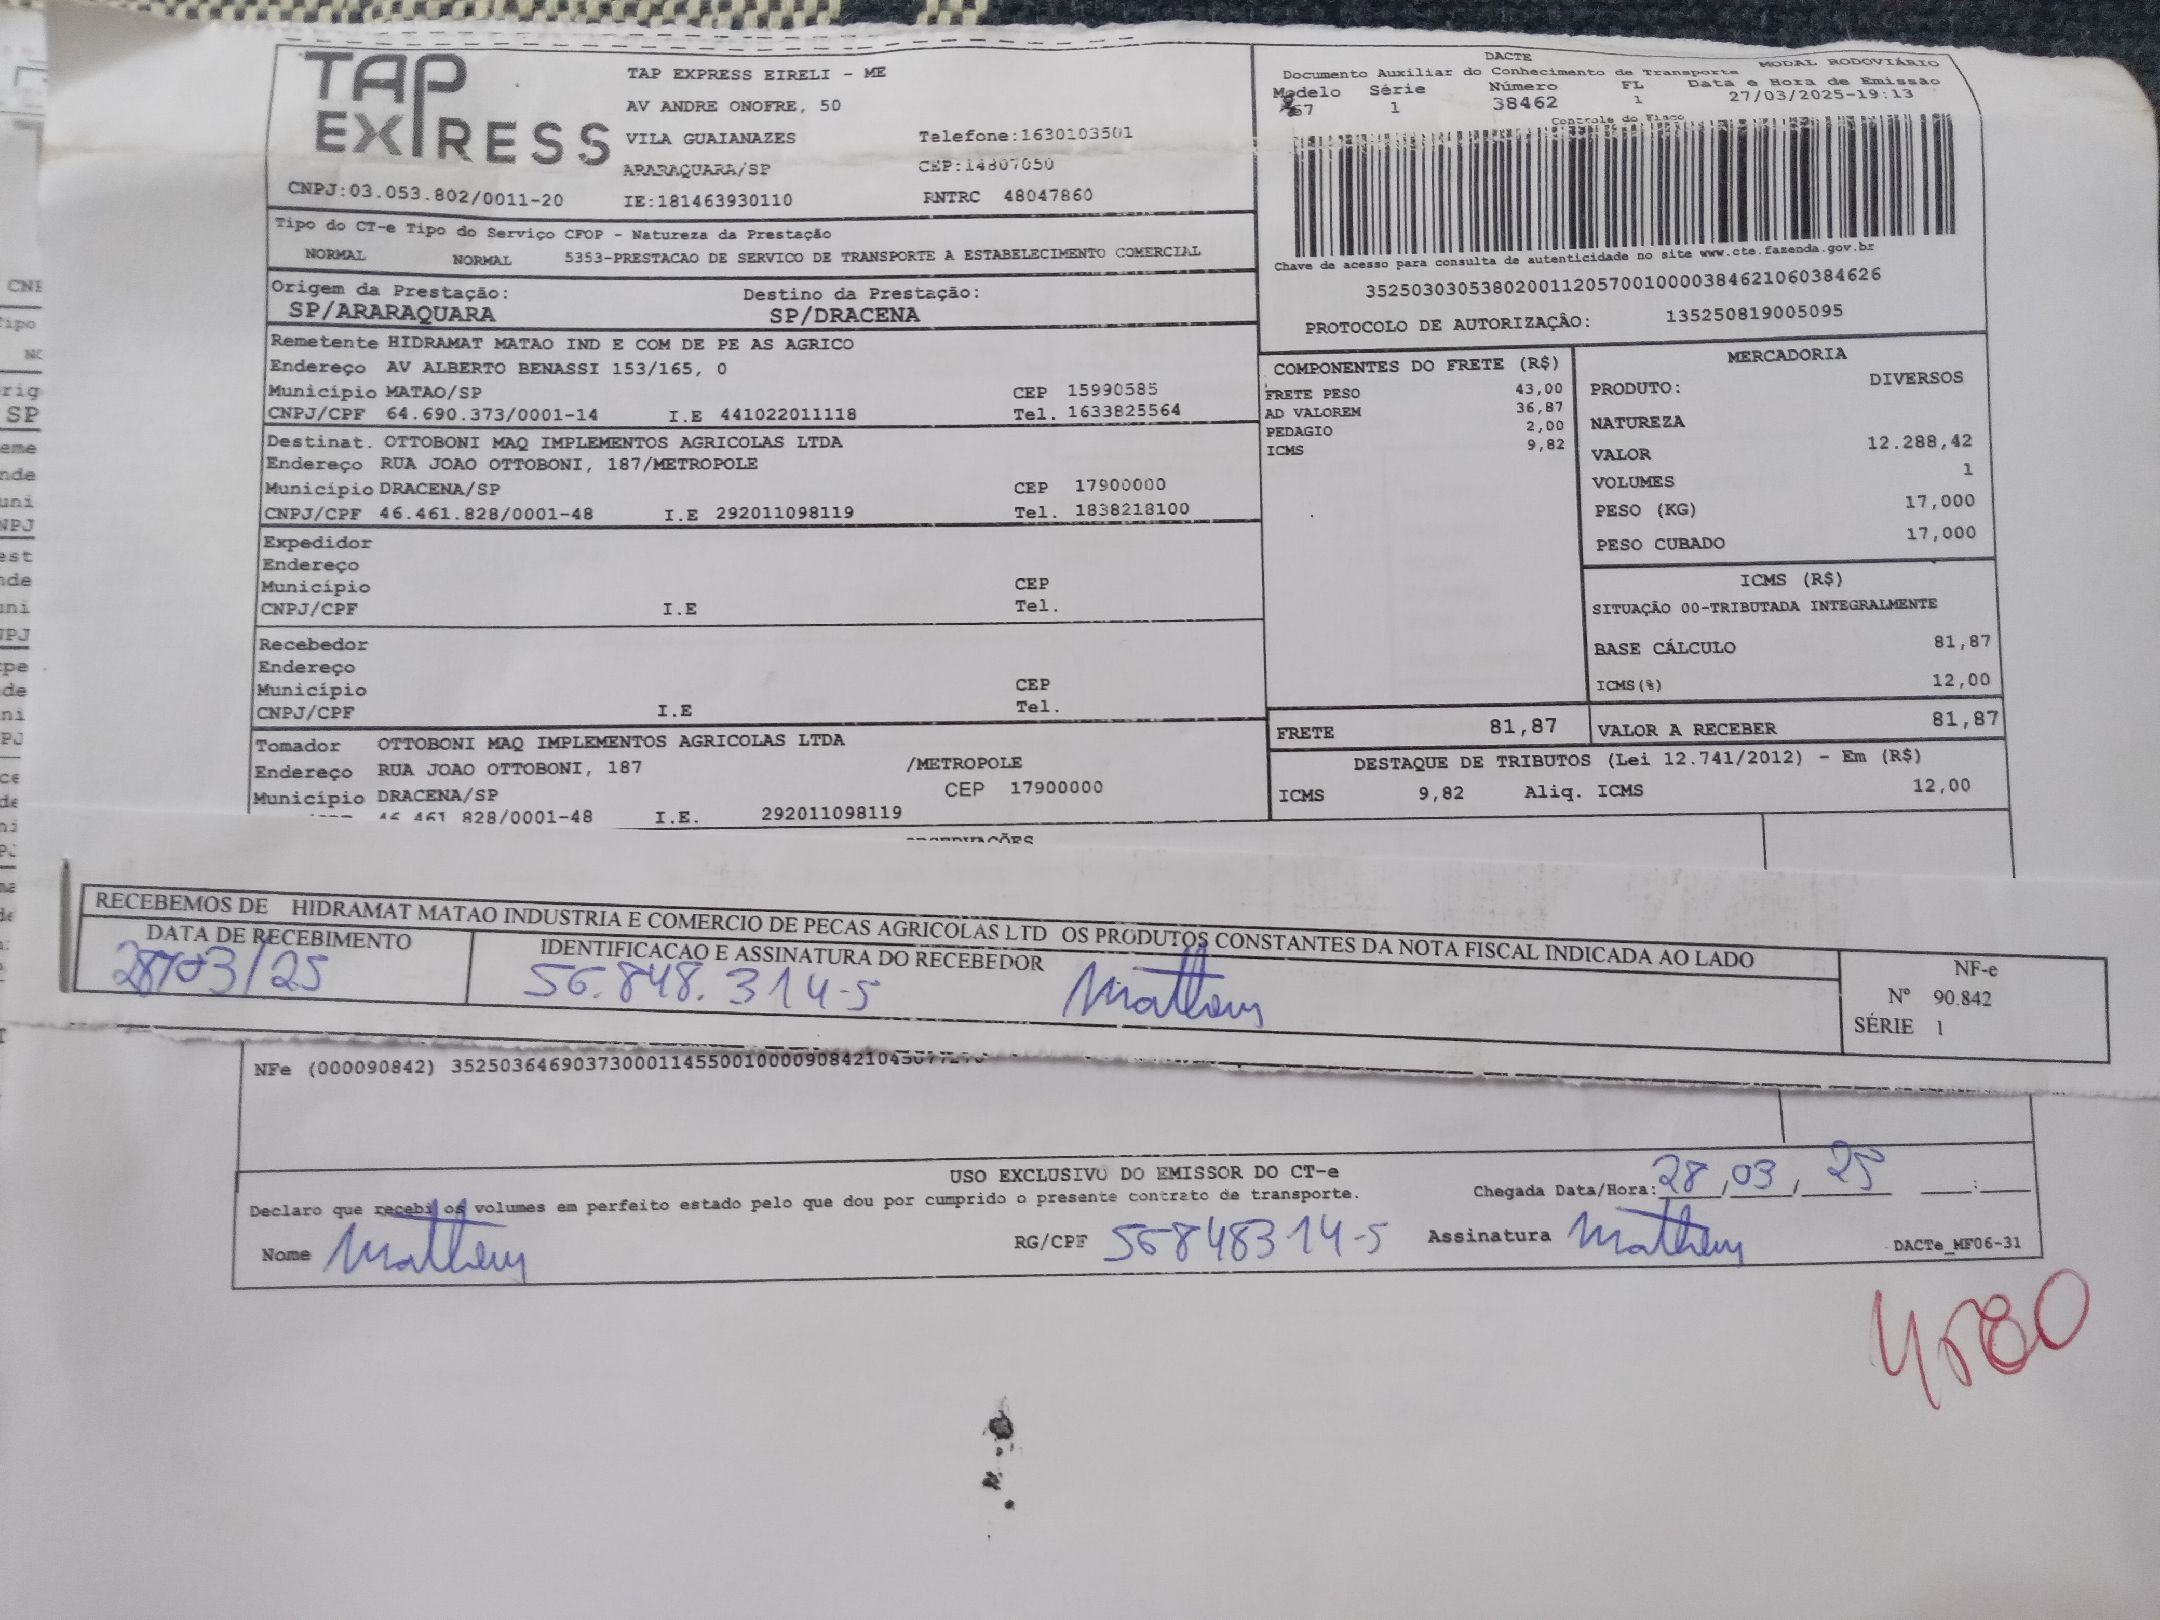 TAP EXPRESS
TAP EXPRESS EIRELI - ME
AV ANDRE ONOFRE, 50
VILA GUAIANAZES Telefone:1630103501
ARARAQUARA/SP CEP:14807050
CNPJ:03.053.802/0011-20 IE:181463930110 RNTRC 48047860
DACTE MODAL RODOVIÁRIO
Documento Auxiliar do Conhecimento de Transporte
Modelo Série Número FL Data e Hora de Emissão
67 1 38462 1 27/03/2025-19:13
Controle do Fisco
Chave de acesso para consulta de autenticidade no site www.cte.fazenda.gov.br
35250303053802001120570010000384621060384626
PROTOCOLO DE AUTORIZAÇÃO: 135250819005095
Tipo do CT-e Tipo do Serviço CFOP - Natureza da Prestação
NORMAL NORMAL 5353-PRESTACAO DE SERVICO DE TRANSPORTE A ESTABELECIMENTO COMERCIAL
Origem da Prestação: Destino da Prestação:
SP/ARARAQUARA SP/DRACENA
Remetente HIDRAMAT MATAO IND E COM DE PE AS AGRICO
Endereço AV ALBERTO BENASSI 153/165, 0
Município MATAO/SP CEP 15990585
CNPJ/CPF 64.690.373/0001-14 I.E 441022011118 Tel. 1633825564
Destinat. OTTOBONI MAQ IMPLEMENTOS AGRICOLAS LTDA
Endereço RUA JOAO OTTOBONI, 187/METROPOLE
Município DRACENA/SP CEP 17900000
CNPJ/CPF 46.461.828/0001-48 I.E 292011098119 Tel. 1838218100
Expedidor
Endereço
Município CEP
CNPJ/CPF I.E Tel.
Recebedor
Endereço
Município CEP
CNPJ/CPF I.E Tel.
Tomador OTTOBONI MAQ IMPLEMENTOS AGRICOLAS LTDA
Endereço RUA JOAO OTTOBONI, 187 /METROPOLE
Município DRACENA/SP CEP 17900000
46.461.828/0001-48 I.E. 292011098119
COMPONENTES DO FRETE (R$)
FRETE PESO 43,00
AD VALOREM 36,87
PEDAGIO 2,00
ICMS 9,82
MERCADORIA
PRODUTO: DIVERSOS
NATUREZA
VALOR 12.288,42
VOLUMES 1
PESO (KG) 17,000
PESO CUBADO 17,000
ICMS (R$)
SITUAÇÃO 00-TRIBUTADA INTEGRALMENTE
BASE CÁLCULO 81,87
ICMS(%) 12,00
FRETE 81,87 VALOR A RECEBER 81,87
DESTAQUE DE TRIBUTOS (Lei 12.741/2012) - Em (R$)
ICMS 9,82 Aliq. ICMS 12,00
OBSERVAÇÕES
RECEBEMOS DE HIDRAMAT MATAO INDUSTRIA E COMERCIO DE PECAS AGRICOLAS LTD OS PRODUTOS CONSTANTES DA NOTA FISCAL INDICADA AO LADO
DATA DE RECEBIMENTO IDENTIFICACAO E ASSINATURA DO RECEBEDOR
28/03/25 56.848.314-5 Matheus
NF-e
Nº 90.842
SÉRIE 1
NFe (000090842)
USO EXCLUSIVO DO EMISSOR DO CT-e
Declaro que recebi os volumes em perfeito estado pelo que dou por cumprido o presente contrato de transporte. Chegada Data/Hora: 28/03/25 :
Nome Matheus RG/CPF 56848314-5 Assinatura Matheus DACTe_MF06-31